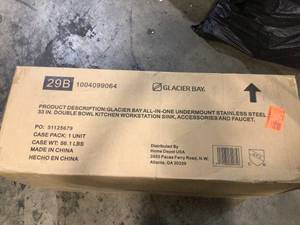 29B 1004099064
GLACIER BAY.
PRODUCT DESCRIPTION:GLACIER BAY ALL-IN-ONE UNDERMOUNT STAINLESS STEEL
33 IN. DOUBLE BOWL KITCHEN WORKSTATION SINK, ACCESSORIES AND FAUCET.
PO: 31125679
CASE PACK: 1 UNIT
CASE WT: 56.1 LBS
MADE IN CHINA
HECHO EN CHINA
Distributed By
Home Depot USA
2455 Paces Ferry Road, N.W.
Atlanta, GA 30339